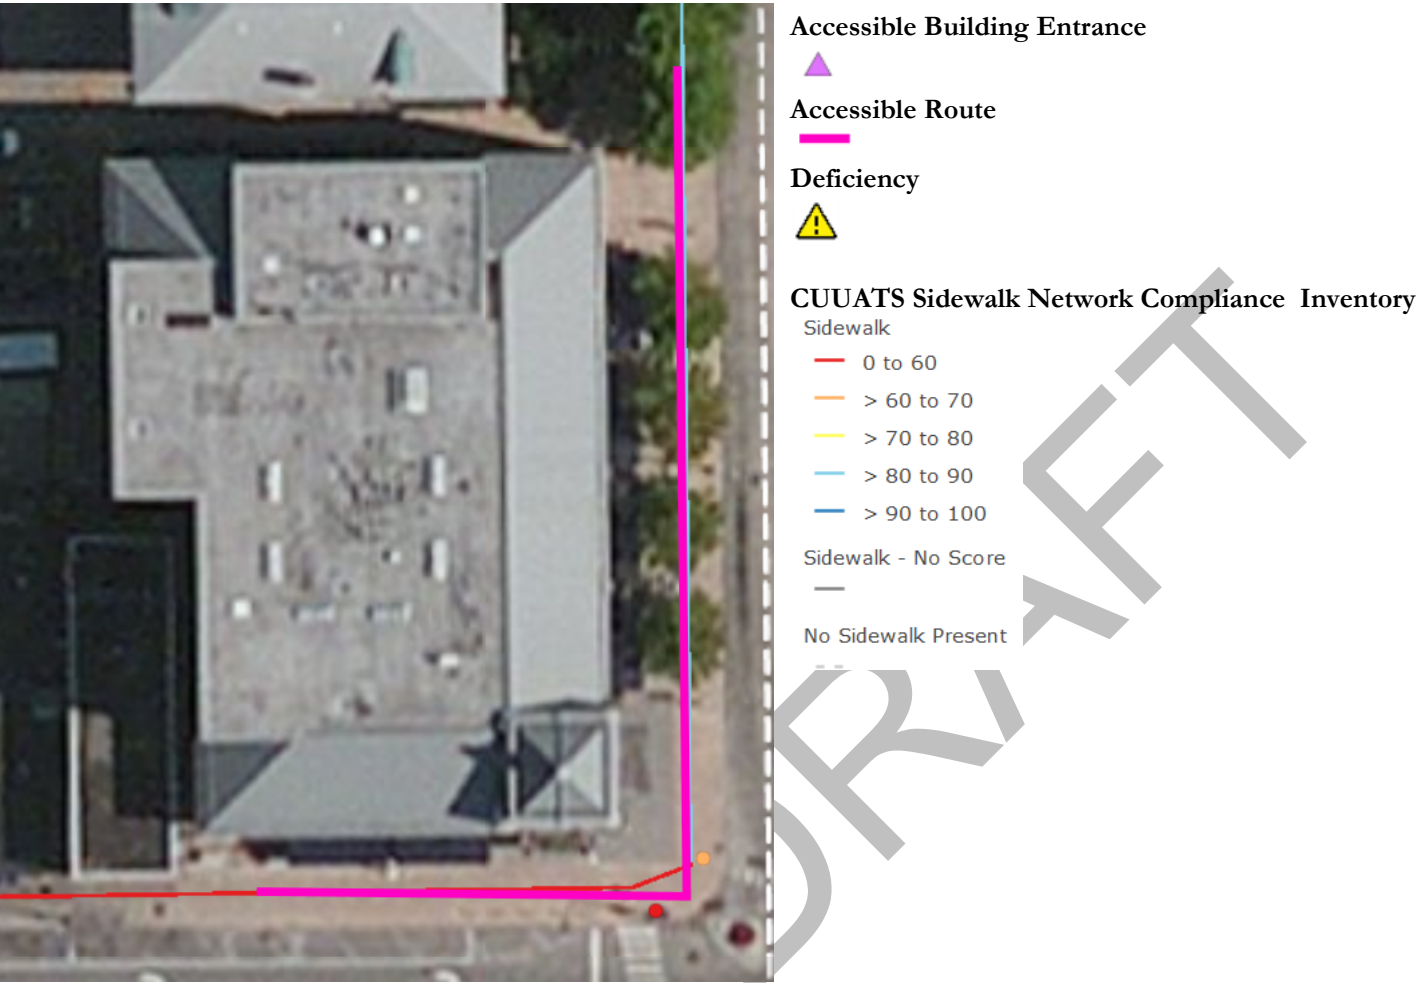 Accessible Building Entrance
Accessible Route
Deficiency
CUUATS Sidewalk Network Compliance Inventory
Sidewalk
0 to 60
> 60 to 70
> 70 to 80
> 80 to 90
> 90 to 100
Sidewalk - No Score
No Sidewalk Present
DRAFT